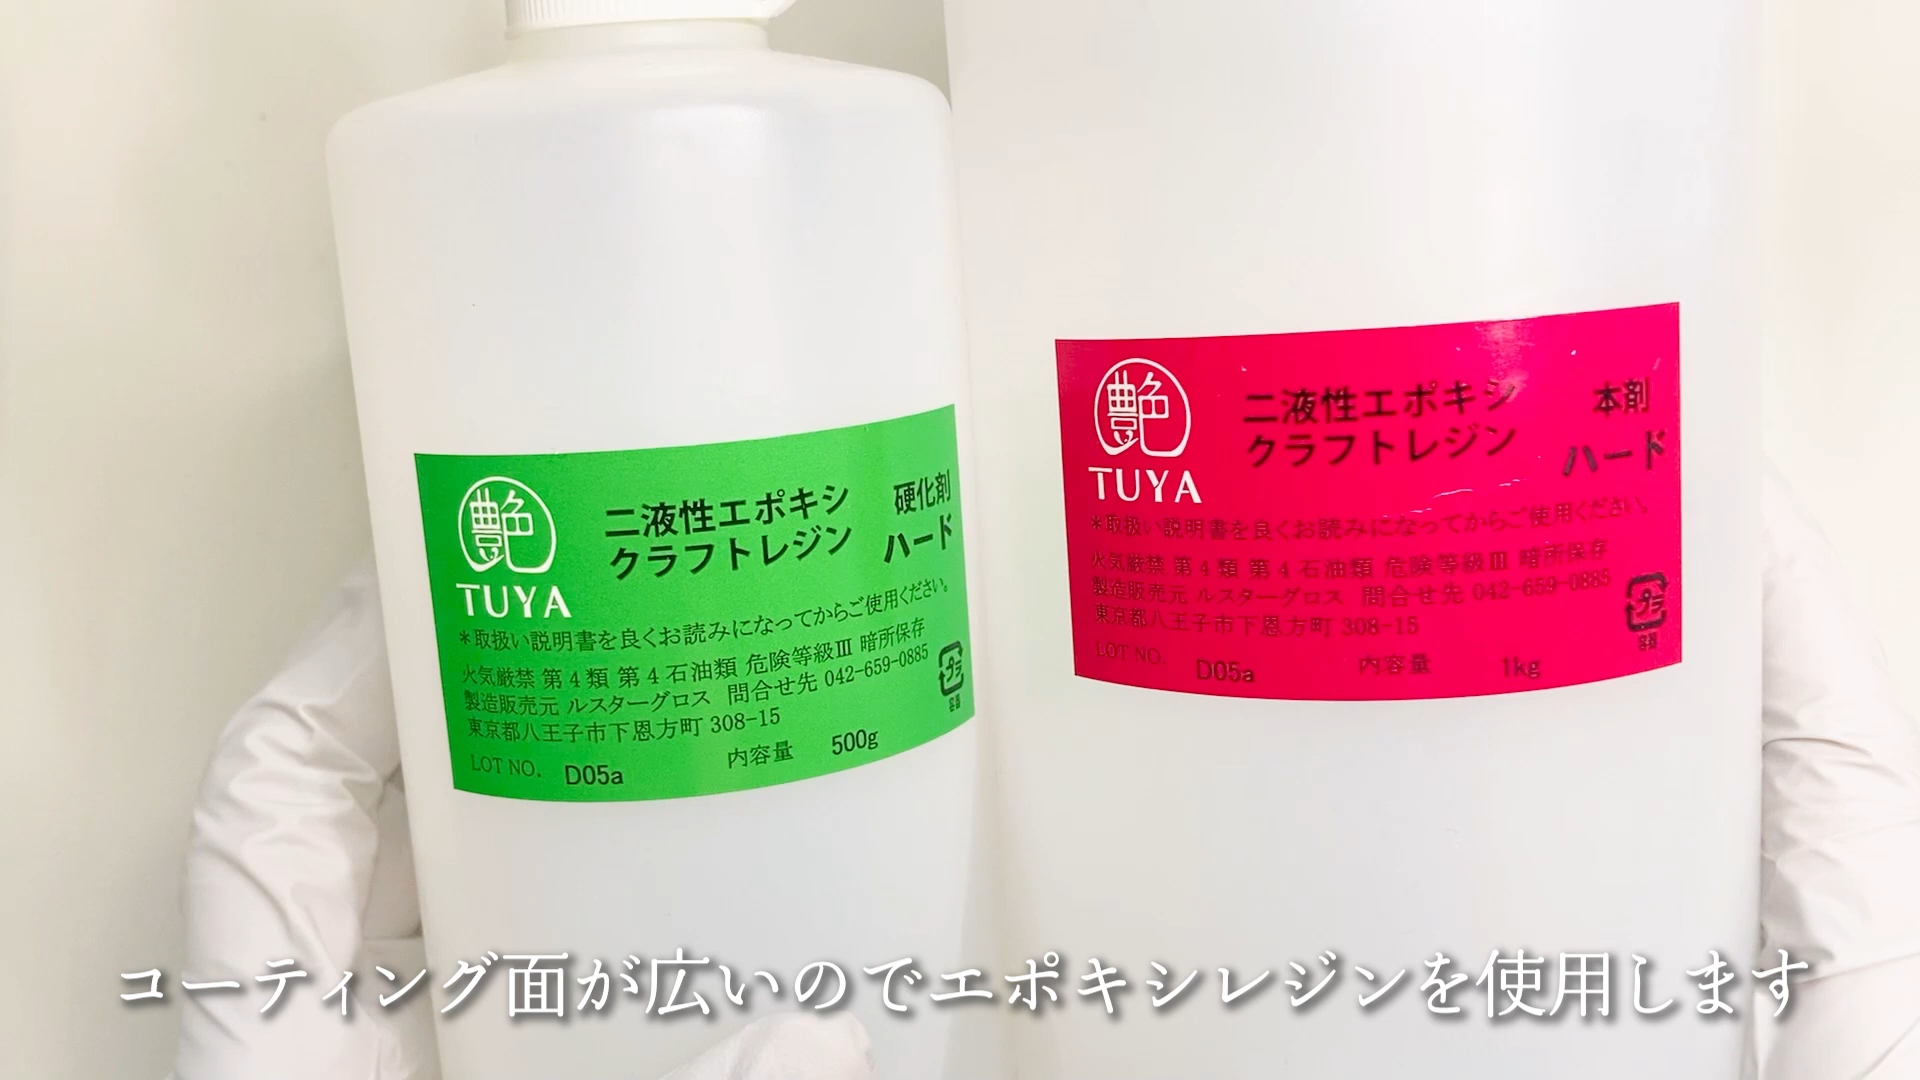 艶
TUYA
二液性エポキシ
クラフトレジン
硬化剤
ハード
*取扱い説明書を良くお読みになってからご使用ください。
火気厳禁 第4類 第4石油類 危険等級Ⅲ 暗所保存
製造販売元 ルスターグロス 問合せ先 042-659-0885
東京都八王子市下恩方町 308-15
プラ
容器
LOT NO. D05a 内容量 500g
艶
TUYA
二液性エポキシ
クラフトレジン
本剤
ハード
*取扱い説明書を良くお読みになってからご使用ください。
火気厳禁 第4類 第4石油類 危険等級Ⅲ 暗所保存
製造販売元 ルスターグロス 問合せ先 042-659-0885
東京都八王子市下恩方町 308-15
プラ
容器
LOT NO. D05a 内容量 1kg
コーティング面が広いのでエポキシレジンを使用します